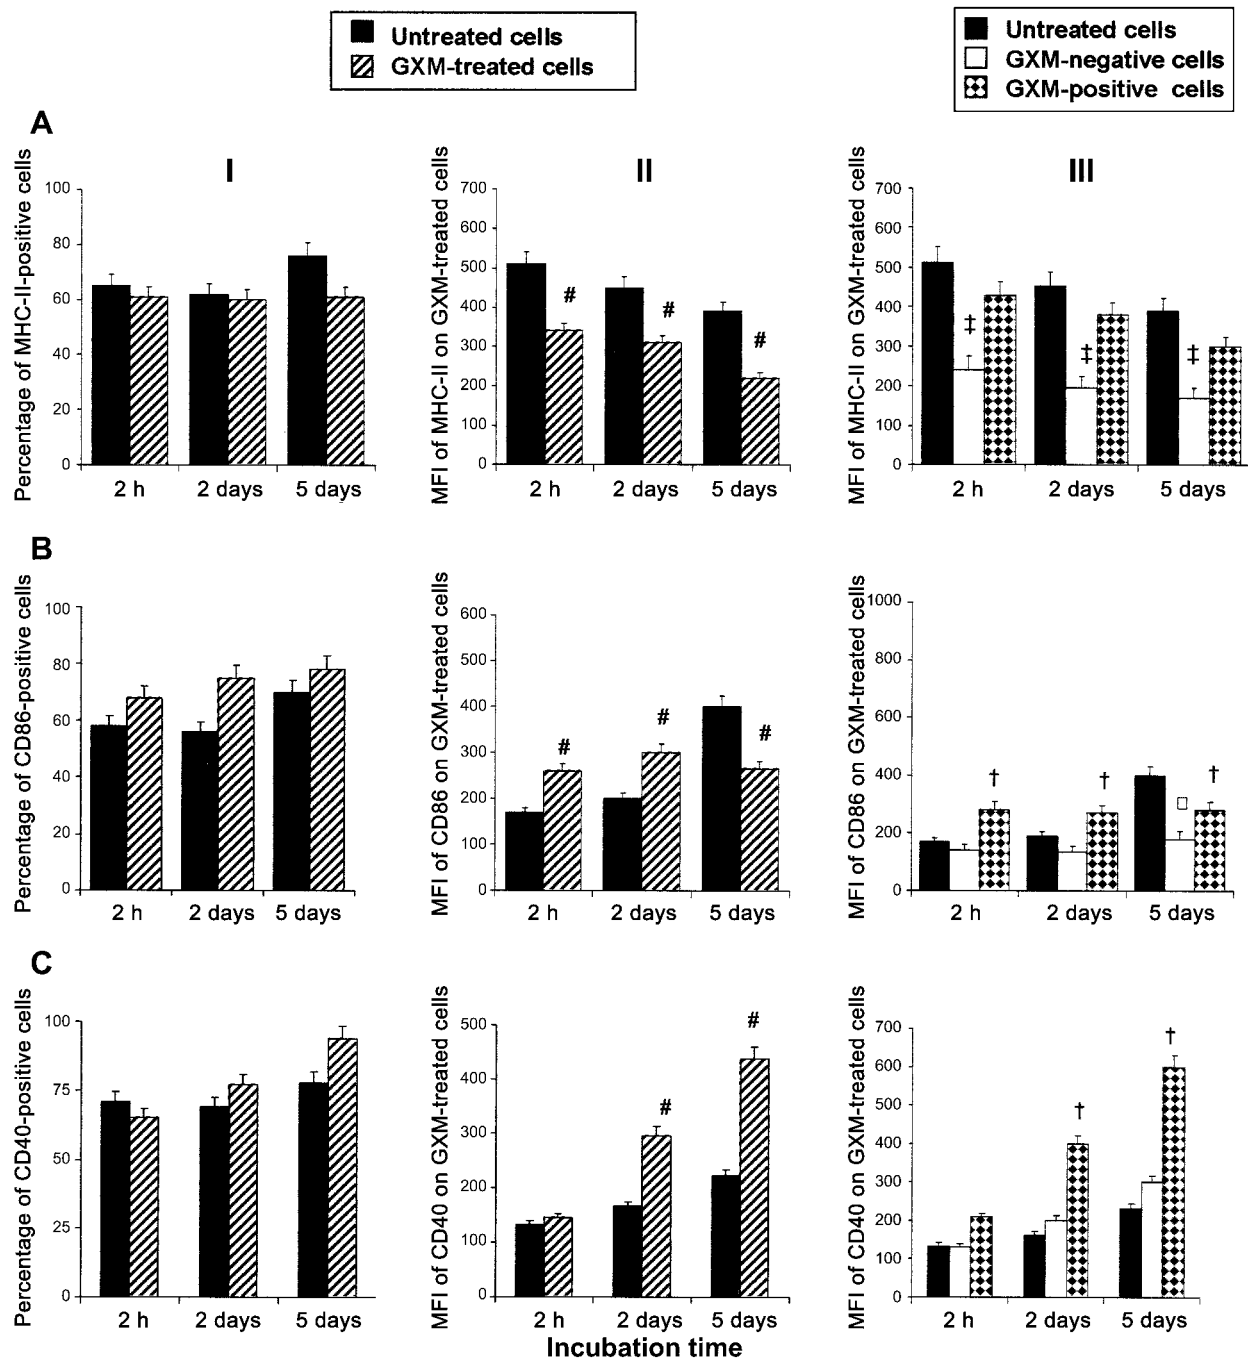 Untreated cells
GXM-treated cells
Untreated cells
GXM-negative cells
GXM-positive cells
A
I
II
III
Percentage of MHC-II-positive cells
100
80
60
40
20
0
2 h 2 days 5 days
MFI of MHC-II on GXM-treated cells
700
600
500
400
300
200
100
0
# # #
2 h 2 days 5 days
MFI of MHC-II on GXM-treated cells
700
600
500
400
300
200
100
0
‡ ‡ ‡
2 h 2 days 5 days
B
Percentage of CD86-positive cells
100
80
60
40
20
0
2 h 2 days 5 days
MFI of CD86 on GXM-treated cells
600
500
400
300
200
100
0
# # #
2 h 2 days 5 days
MFI of CD86 on GXM-treated cells
1000
800
600
400
200
0
† † □ †
2 h 2 days 5 days
C
Percentage of CD40-positive cells
100
75
50
25
0
2 h 2 days 5 days
MFI of CD40 on GXM-treated cells
500
400
300
200
100
0
# #
2 h 2 days 5 days
MFI of CD40 on GXM-treated cells
700
600
500
400
300
200
100
0
† †
2 h 2 days 5 days
Incubation time